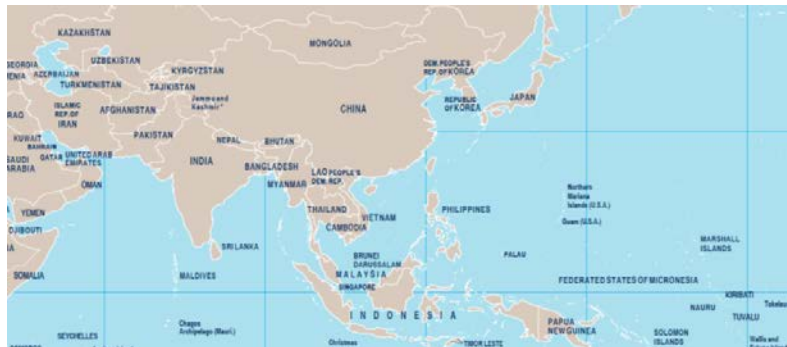 KAZAKHSTAN
MONGOLIA
UZBEKISTAN
GEORGIA
KYRGYZSTAN
DEM. PEOPLE'S
REP. OF KOREA
AZERBAIJAN
TURKMENISTAN
TAJIKISTAN
Jammu and
Kashmir*
REPUBLIC
OF KOREA
JAPAN
ISLAMIC
REP. OF
IRAN
AFGHANISTAN
CHINA
KUWAIT
PAKISTAN
NEPAL
BHUTAN
BAHRAIN
QATAR
UNITED ARAB
EMIRATES
SAUDI
ARABIA
INDIA
BANGLADESH
LAO PEOPLE'S
DEM. REP.
OMAN
MYANMAR
Northern
Mariana
Islands (U.S.A.)
YEMEN
THAILAND
VIETNAM
PHILIPPINES
Guam (U.S.A.)
DJIBOUTI
CAMBODIA
SRI LANKA
MARSHALL
ISLANDS
BRUNEI
DARUSSALAM
PALAU
SOMALIA
MALDIVES
MALAYSIA
FEDERATED STATES OF MICRONESIA
SINGAPORE
KIRIBATI
NAURU
Tokelau
INDONESIA
TUVALU
Chagos
Archipelago (Mauri.)
PAPUA
NEW GUINEA
SEYCHELLES
SOLOMON
ISLANDS
Christmas
TIMOR LESTE
Wallis and